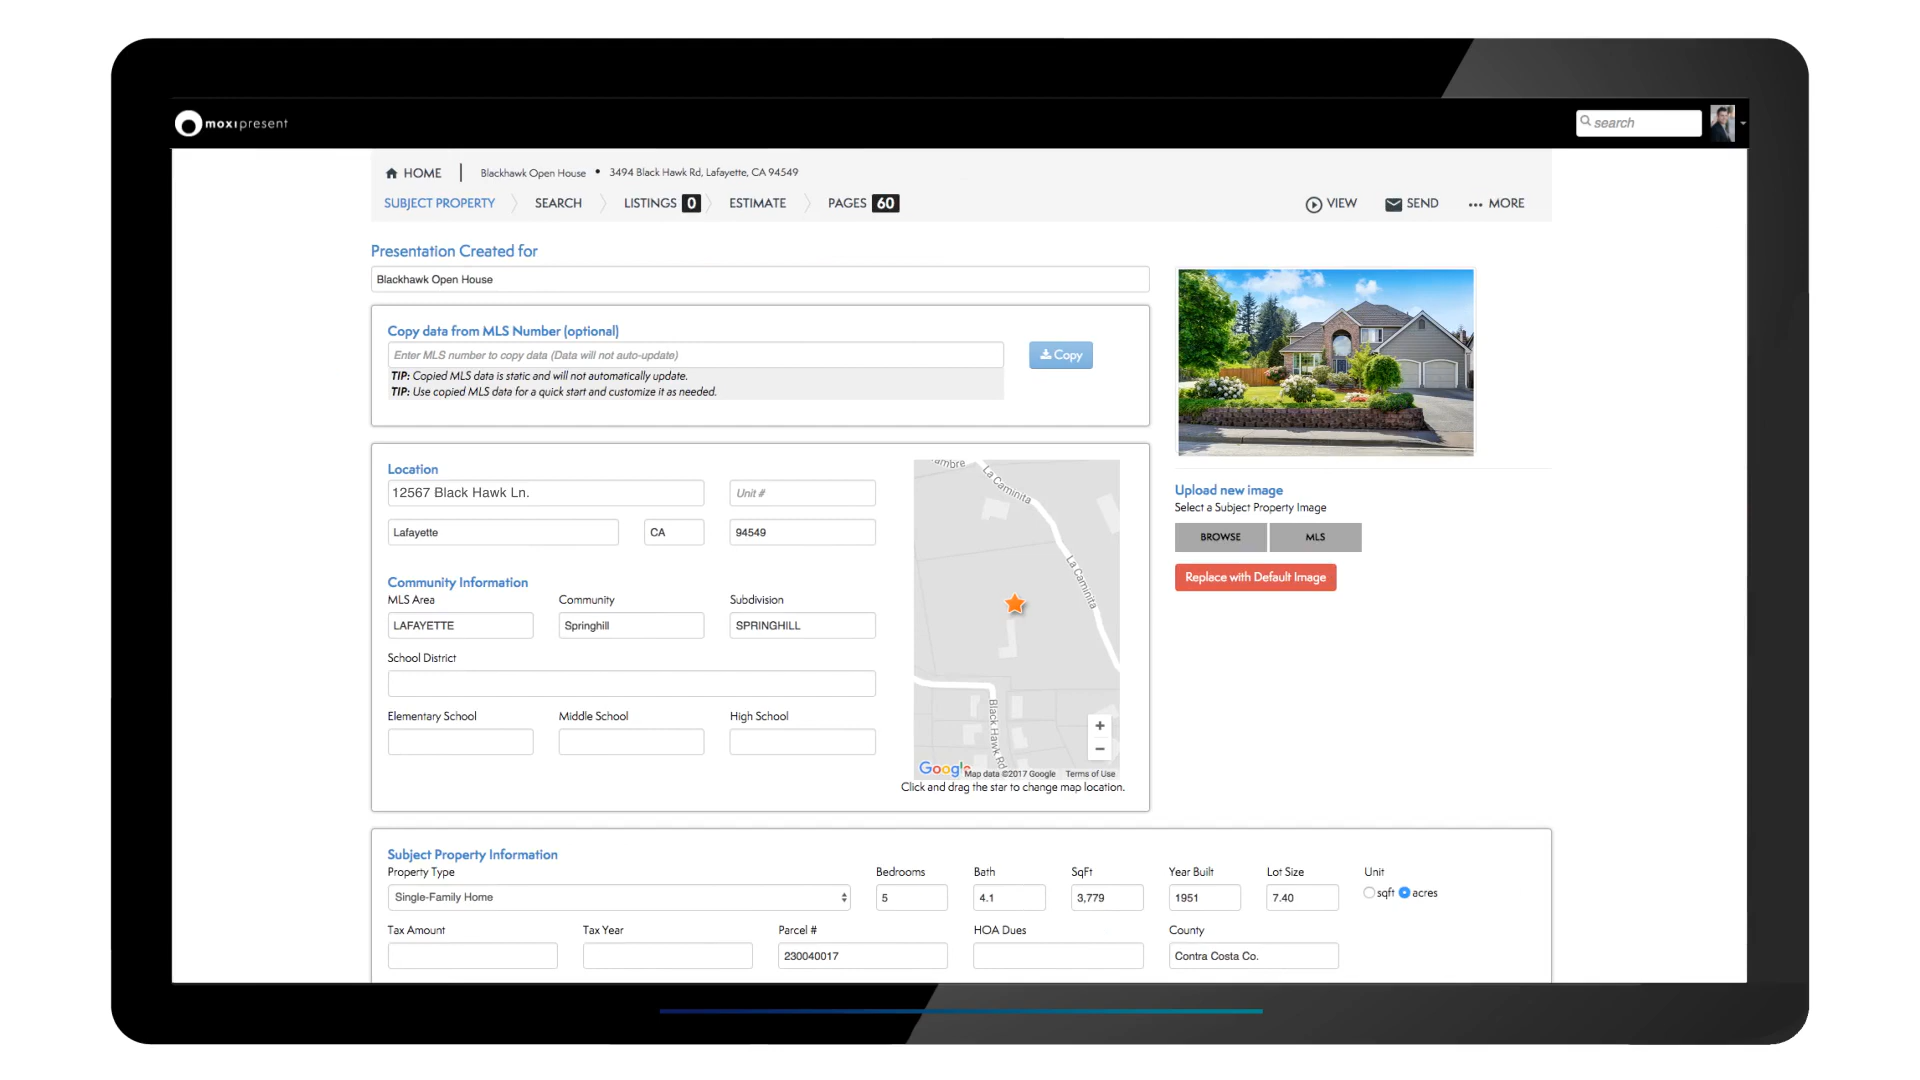 moxipresent
search
HOME | Blackhawk Open House • 3494 Black Hawk Rd, Lafayette, CA 94549
SUBJECT PROPERTY SEARCH LISTINGS 0 ESTIMATE PAGES 60 VIEW SEND ... MORE
Presentation Created for
Blackhawk Open House
Copy data from MLS Number (optional)
Enter MLS number to copy data (Data will not auto-update)
Copy
TIP: Copied MLS data is static and will not automatically update.
TIP: Use copied MLS data for a quick start and customize it as needed.
Location
12567 Black Hawk Ln.
Unit #
Lafayette
CA
94549
Community Information
MLS Area
Community
Subdivision
LAFAYETTE
Springhill
SPRINGHILL
School District
Elementary School
Middle School
High School
La Caminita
La Caminita
Black Hawk Rd
+
−
Google
Map data ©2017 Google
Terms of Use
Click and drag the star to change map location.
Upload new image
Select a Subject Property Image
BROWSE
MLS
Replace with Default Image
Subject Property Information
Property Type
Bedrooms
Bath
SqFt
Year Built
Lot Size
Unit
Single-Family Home
5
4.1
3,779
1951
7.40
sqft
acres
Tax Amount
Tax Year
Parcel #
HOA Dues
County
230040017
Contra Costa Co.